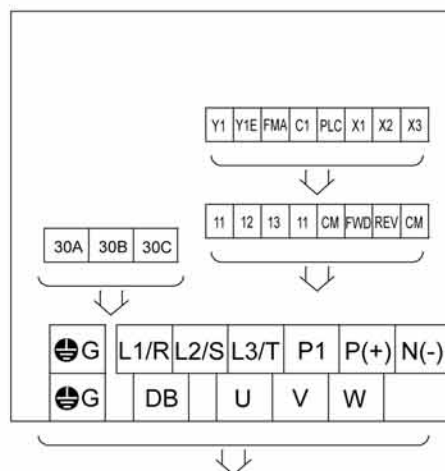 Y1 Y1E FMA C1 PLC X1 X2 X3
11 12 13 11 CM FWD REV CM
30A 30B 30C
G L1/R L2/S L3/T P1 P(+) N(-)
G DB U V W